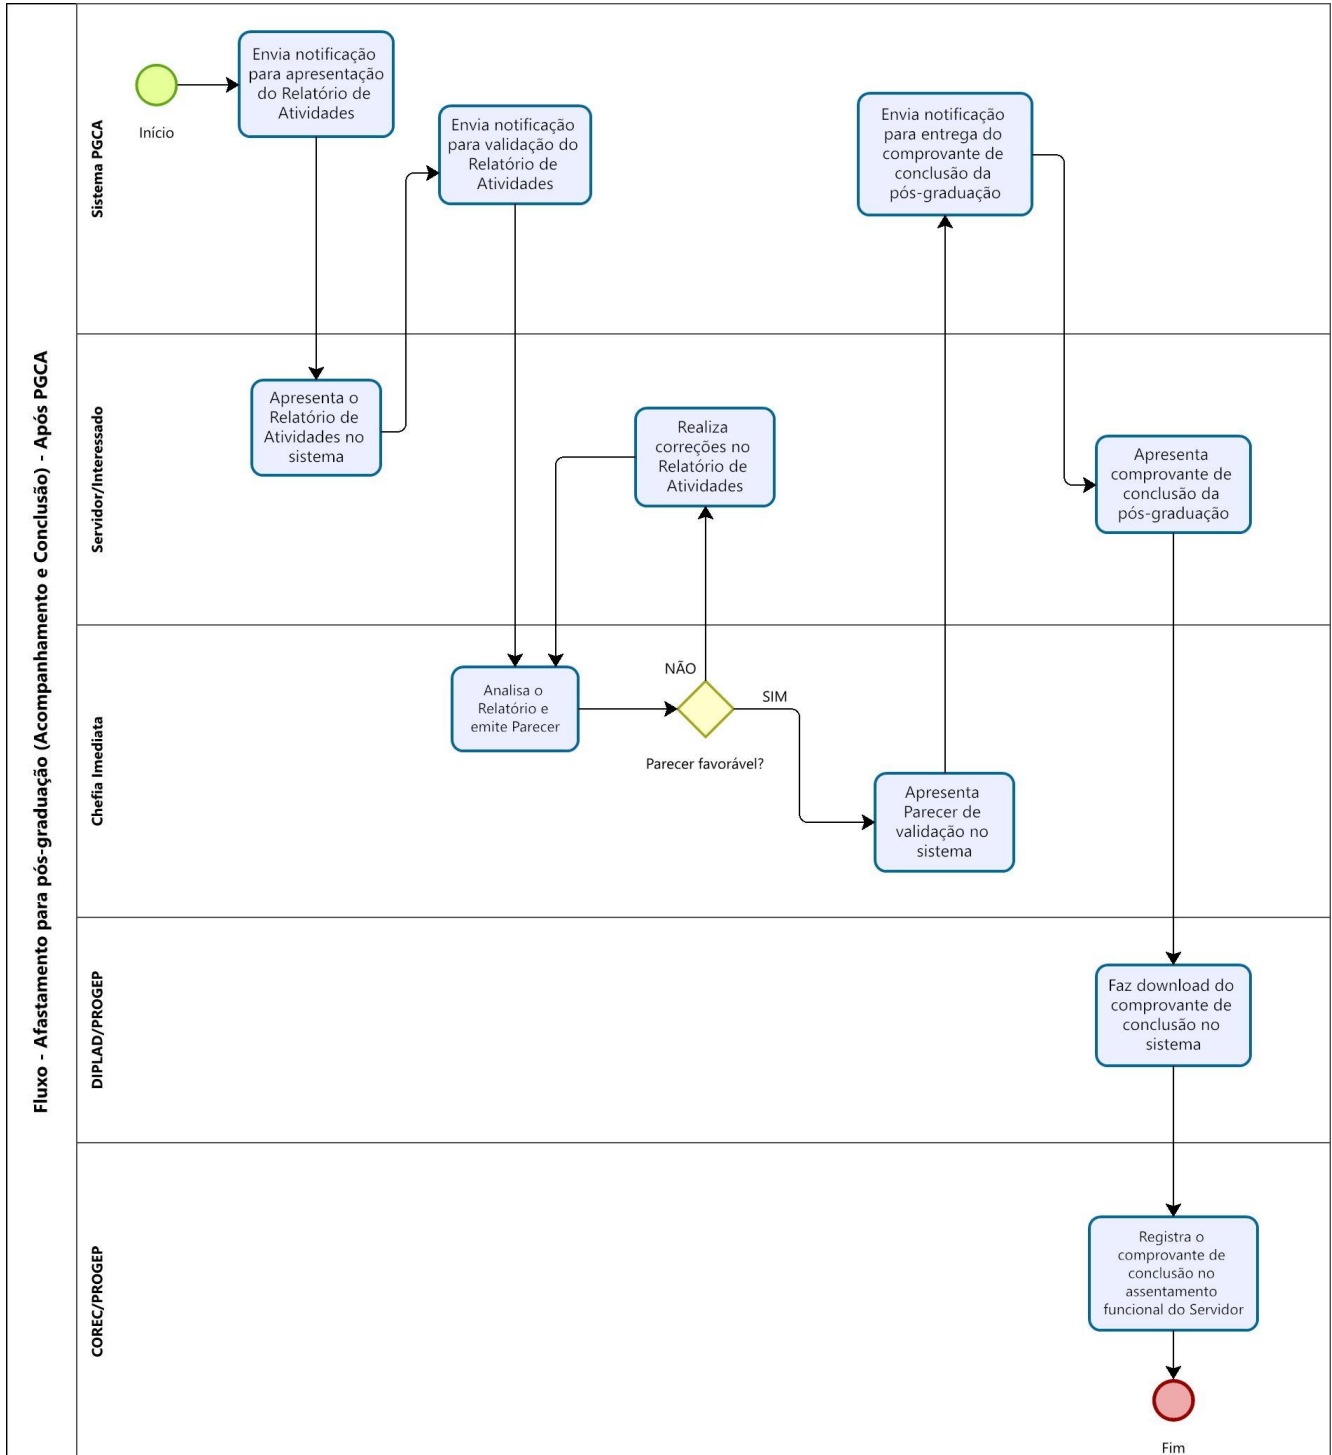 Fluxo - Afastamento para pós-graduação (Acompanhamento e Conclusão) - Após PGCA
Sistema PGCA
Início
Envia notificação
para apresentação
do Relatório de
Atividades
Envia notificação
para validação do
Relatório de
Atividades
Envia notificação
para entrega do
comprovante de
conclusão da
pós-graduação
Servidor/Interessado
Apresenta o
Relatório de
Atividades no
sistema
Realiza
correções no
Relatório de
Atividades
Apresenta
comprovante de
conclusão da
pós-graduação
Chefia Imediata
Analisa o
Relatório e
emite Parecer
NÃO
SIM
Parecer favorável?
Apresenta
Parecer de
validação no
sistema
DIPLAD/PROGEP
Faz download do
comprovante de
conclusão no
sistema
COREC/PROGEP
Registra o
comprovante de
conclusão no
assentamento
funcional do Servidor
Fim